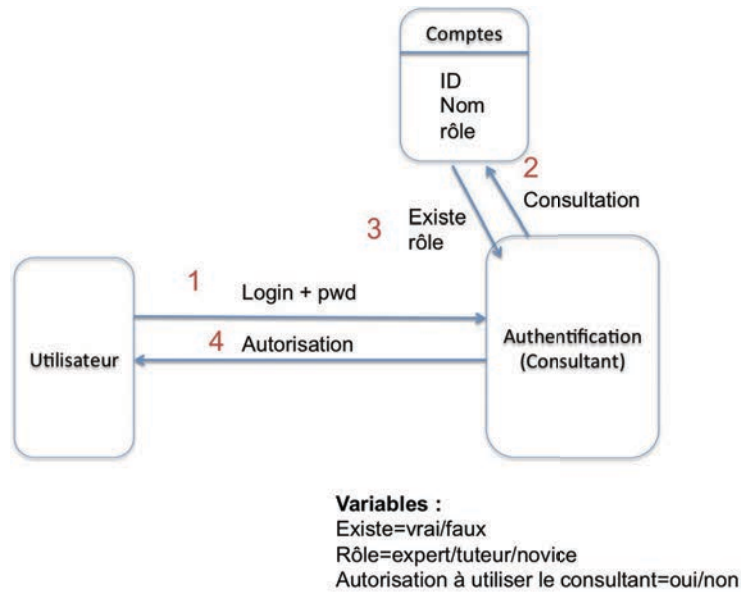 Comptes
ID
Nom
rôle
2
Consultation
3
Existe
rôle
1
Login + pwd
4
Autorisation
Utilisateur
Authentification
(Consultant)
Variables :
Existe=vrai/faux
Rôle=expert/tuteur/novice
Autorisation à utiliser le consultant=oui/non